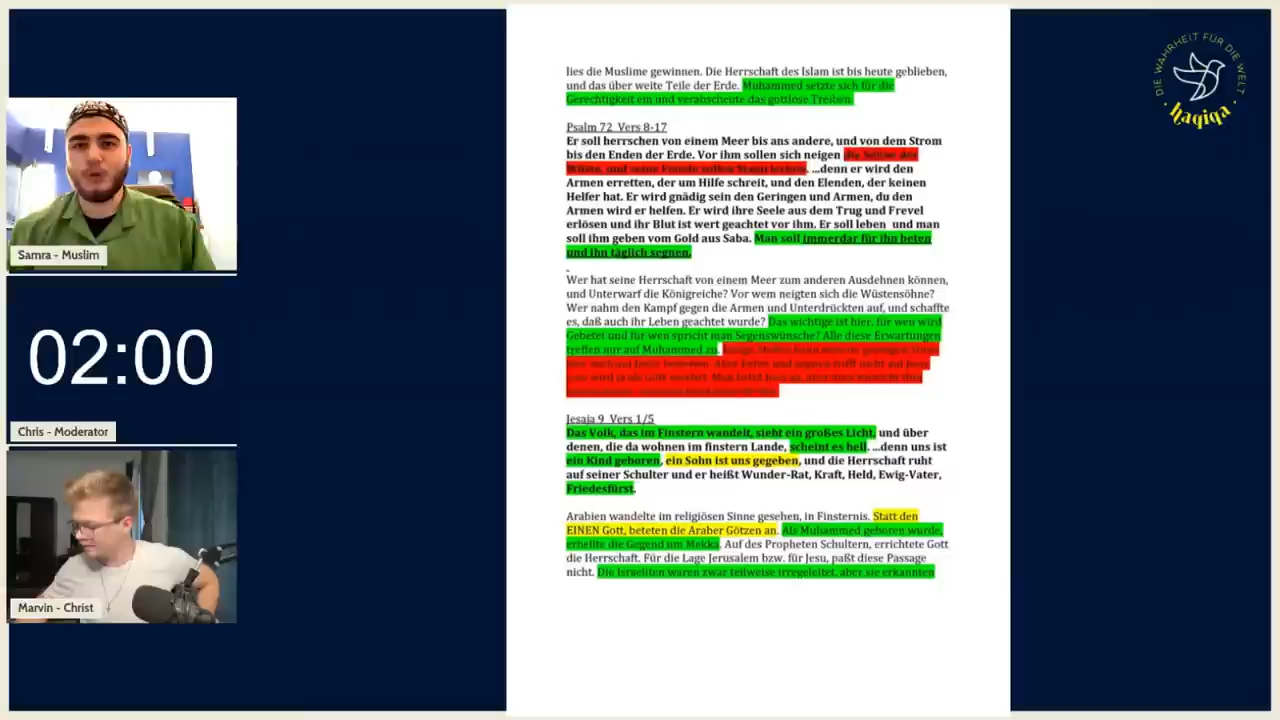 lies die Muslime gewinnen. Die Herrschaft des Islam ist bis heute geblieben,
und das über weite Teile der Erde. Muhammed setzte sich für die
Gerechtigkeit ein und verabscheute das gottlose Treiben.
Psalm 72 Vers 8-17
Er soll herrschen von einem Meer bis ans andere, und von dem Strom
bis den Enden der Erde. Vor ihm sollen sich neigen die Söhne der
Wüste, und seine Feinde sollen Staub lecken. ...denn er wird den
Armen erretten, der um Hilfe schreit, und den Elenden, der keinen
Helfer hat. Er wird gnädig sein den Geringen und Armen, du den
Armen wird er helfen. Er wird ihre Seele aus dem Trug und Frevel
erlösen und ihr Blut ist wert geachtet vor ihm. Er soll leben und man
soll ihm geben vom Gold aus Saba. Man soll immerdar für ihn beten
und ihn täglich segnen.
Wer hat seine Herrschaft von einem Meer zum anderen Ausdehnen können,
und Unterwarf die Königreiche? Vor wem neigten sich die Wüstensöhne?
Wer nahm den Kampf gegen die Armen und Unterdrückten auf, und schaffte
es, daß auch ihr Leben geachtet wurde? Das wichtige ist hier, für wen wird
Gebetet und für wen spricht man Segenswünsche? Alle diese Erwartungen
treffen nur auf Muhammed zu.
Jesaja 9 Vers 1/5
Das Volk, das im Finstern wandelt, sieht ein großes Licht, und über
denen, die da wohnen im finstern Lande, scheint es hell. ...denn uns ist
ein Kind geboren, ein Sohn ist uns gegeben, und die Herrschaft ruht
auf seiner Schulter und er heißt Wunder-Rat, Kraft, Held, Ewig-Vater,
Friedesfürst.
Arabien wandelte im religiösen Sinne gesehen, in Finsternis. Statt den
EINEN Gott, beteten die Araber Götzen an. Als Muhammed geboren wurde,
erhellte die Gegend um Mekka. Auf des Propheten Schultern, errichtete Gott
die Herrschaft. Für die Lage Jerusalem bzw. für Jesu, paßt diese Passage
nicht. Die Israeliten waren zwar teilweise irregeleitet, aber sie erkannten
Samra - Muslim
02:00
Chris - Moderator
Marvin - Christ
DIE WAHRHEIT FÜR DIE WELT
haqiqa